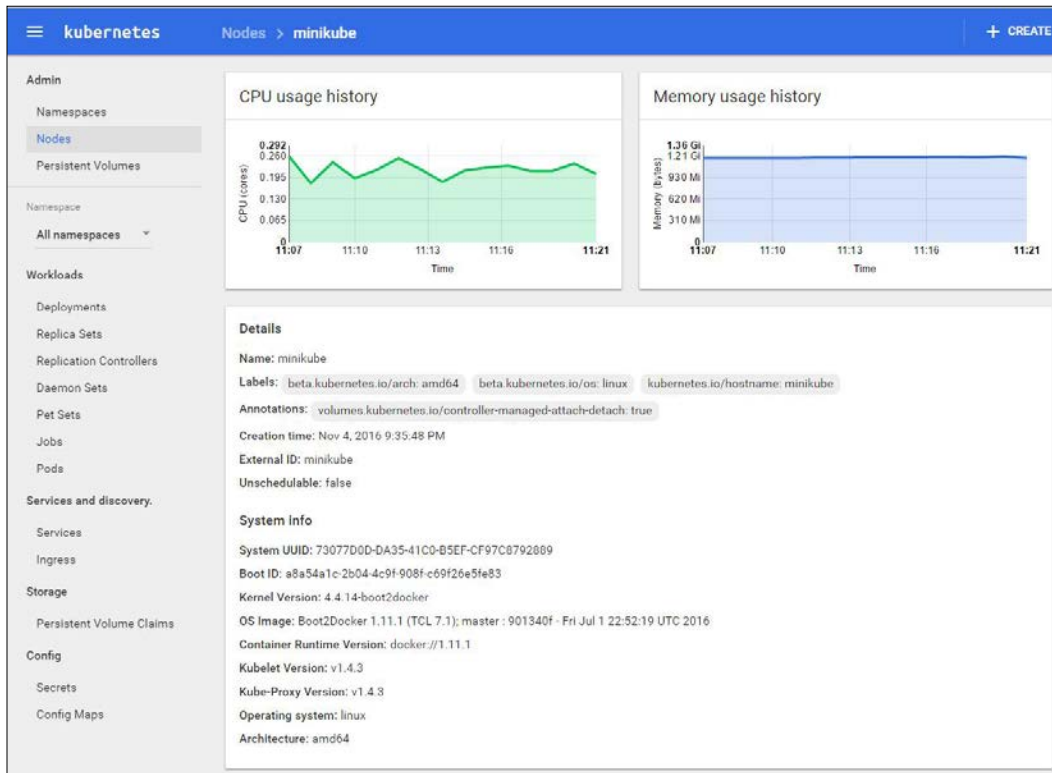 kubernetes
Nodes > minikube
+ CREATE
Admin
Namespaces
Nodes
Persistent Volumes
Namespace
All namespaces
Workloads
Deployments
Replica Sets
Replication Controllers
Daemon Sets
Pet Sets
Jobs
Pods
Services and discovery.
Services
Ingress
Storage
Persistent Volume Claims
Config
Secrets
Config Maps
CPU usage history
CPU (cores)
0.292
0.260
0.195
0.130
0.065
0
11:07 11:10 11:13 11:16 11:21
Time
Memory usage history
Memory (bytes)
1.36 Gi
1.21 Gi
930 Mi
620 Mi
310 Mi
0
11:07 11:10 11:13 11:16 11:21
Time
Details
Name: minikube
Labels: beta.kubernetes.io/arch: amd64 beta.kubernetes.io/os: linux kubernetes.io/hostname: minikube
Annotations: volumes.kubernetes.io/controller-managed-attach-detach: true
Creation time: Nov 4, 2016 9:35:48 PM
External ID: minikube
Unschedulable: false
System info
System UUID: 73077D0D-DA35-41C0-B5EF-CF97C8792889
Boot ID: a8a54a1c-2b04-4c9f-908f-c69f26e5fe83
Kernel Version: 4.4.14-boot2docker
OS Image: Boot2Docker 1.11.1 (TCL 7.1); master : 901340f - Fri Jul 1 22:52:19 UTC 2016
Container Runtime Version: docker://1.11.1
Kubelet Version: v1.4.3
Kube-Proxy Version: v1.4.3
Operating system: linux
Architecture: amd64